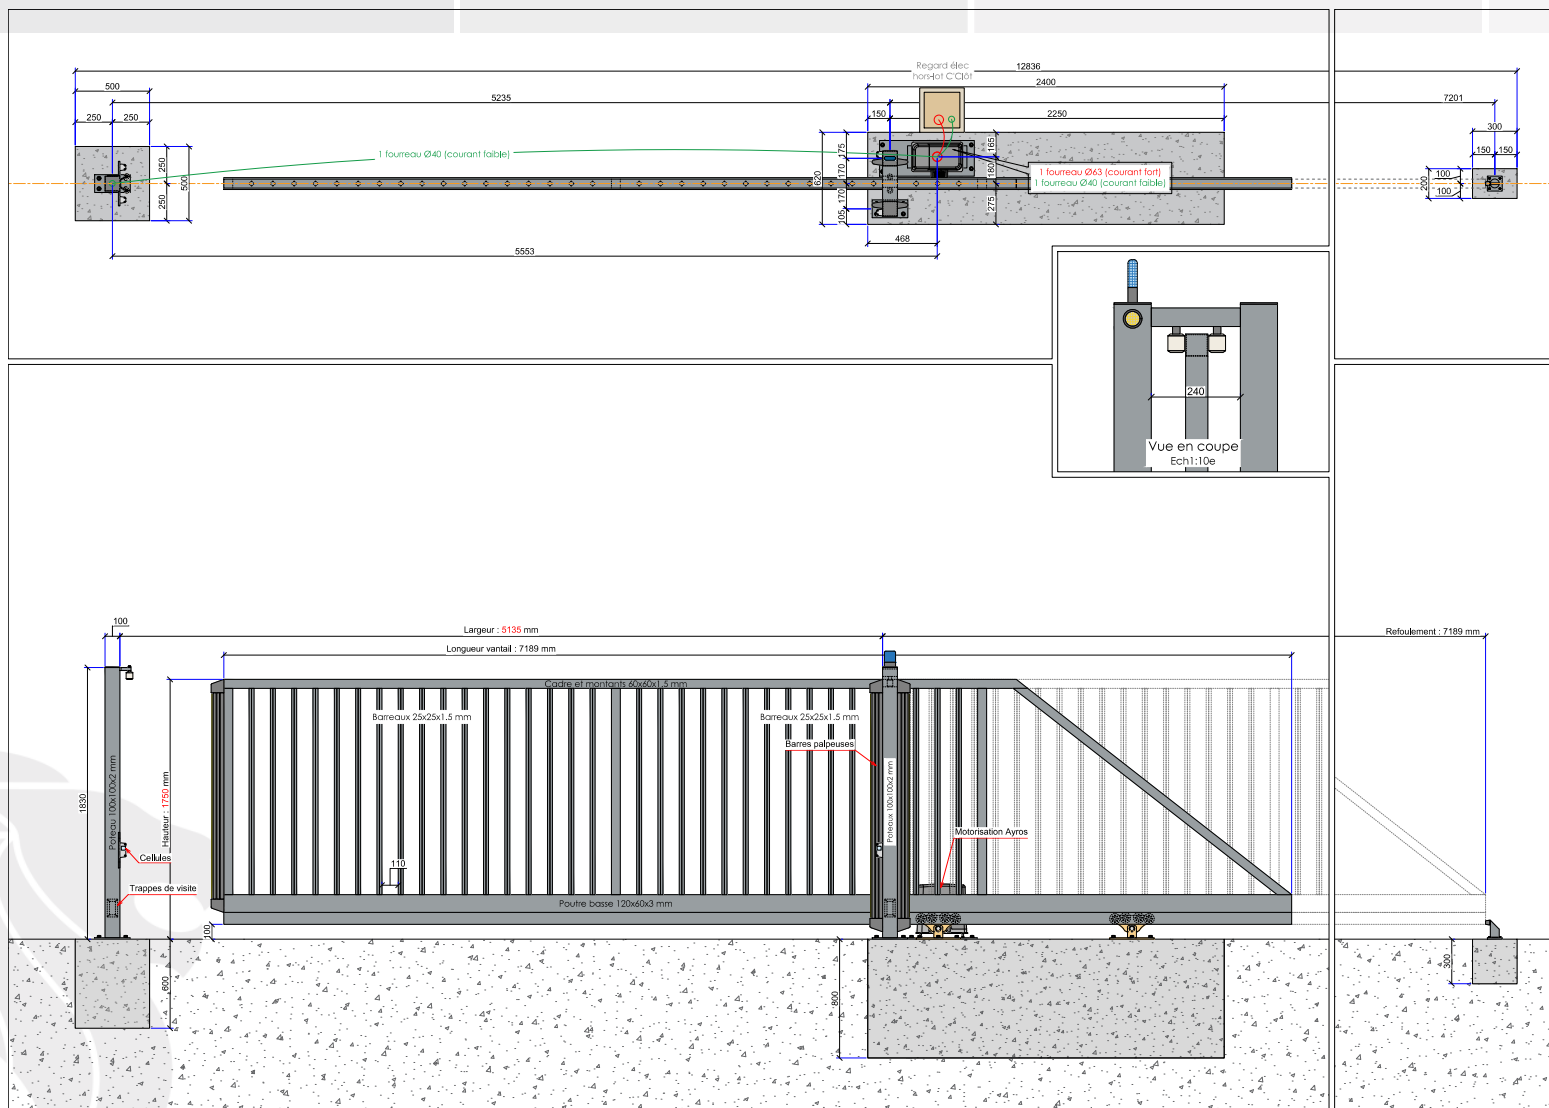 Regard élec
hors-lot C'Clôt
12836
500
2400
5235
7201
250
250
150
2250
300
1 fourreau Ø40 (courant faible)
250
500
250
175
170
620
170
105
165
180
275
1 fourreau Ø63 (courant fort)
1 fourreau Ø40 (courant faible)
150
150
200
100
100
468
5553
240
Vue en coupe
Ech1:10e
100
Largeur : 5135 mm
Refoulement : 7189 mm
Longueur vantail : 7189 mm
Cadre et montants 60x60x1,5 mm
Barreaux 25x25x1.5 mm
Barreaux 25x25x1.5 mm
Barres palpeuses
1830
Poteau 100x100x2 mm
Hauteur : 1750 mm
Poteaux 100x100x2 mm
Motorisation Ayros
Cellules
110
Trappes de visite
Poutre basse 120x60x3 mm
100
600
800
300